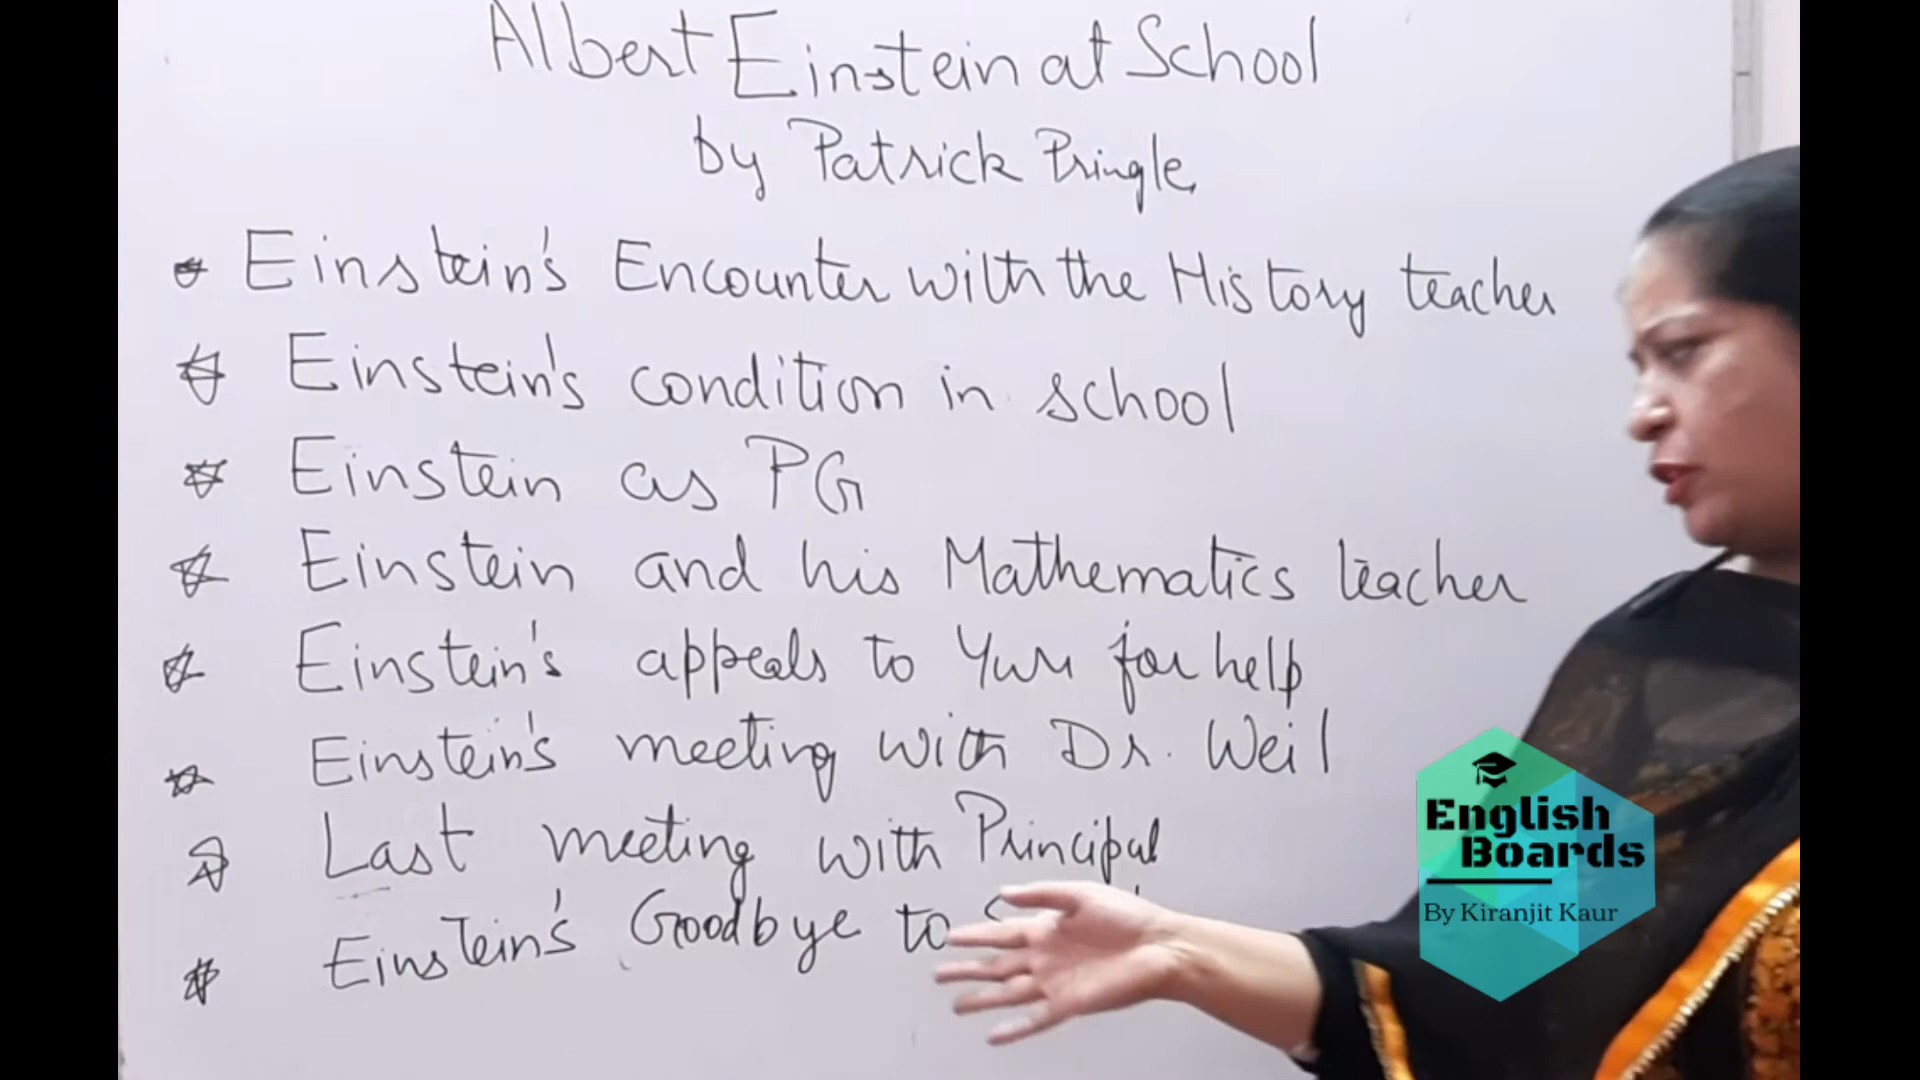 Albert Einstein at School
by Patrick Pringle
Einstein's Encounter with the History teacher
Einstein's condition in school
Einstein as PG
Einstein and his Mathematics teacher
Einstein's appeals to Yuri for help
Einstein's meeting with Dr. Weil
Last meeting with Principal
Einstein's Goodbye to
English
Boards
By Kiranjit Kaur